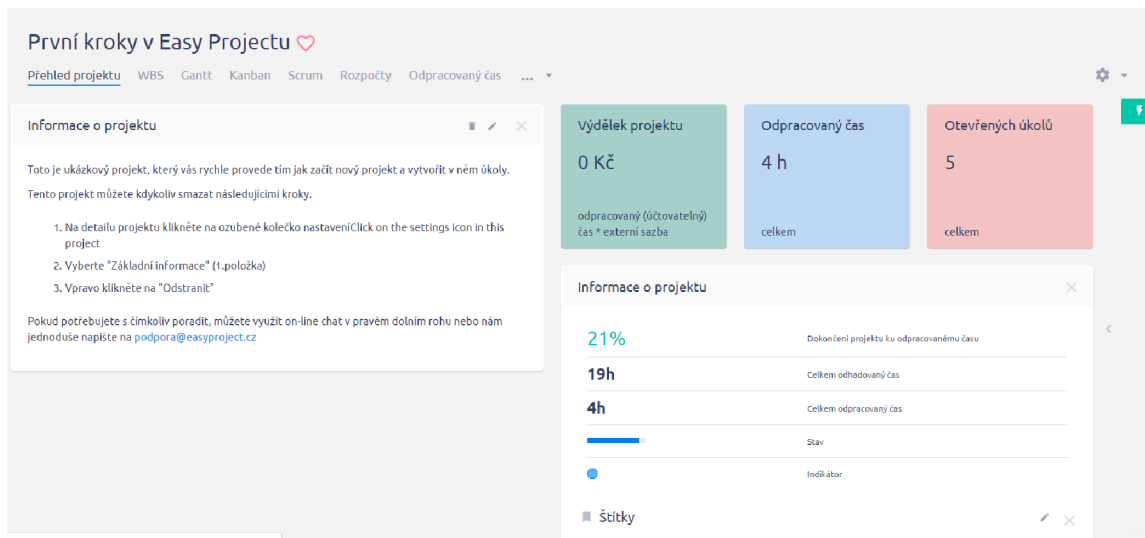 První kroky v Easy Projectu
Přehled projektu WBS Gantt Kanban Scrum Rozpočty Odpracovaný čas ...
Informace o projektu
Toto je ukázkový projekt, který vás rychle provede tím jak začít nový projekt a vytvořit v něm úkoly.
Tento projekt můžete kdykoliv smazat následujícími kroky.
1. Na detailu projektu klikněte na ozubené kolečko nastaveníClick on the settings icon in this
project
2. Vyberte "Základní informace" (1.položka)
3. Vpravo klikněte na "Odstranit"
Pokud potřebujete s čímkoliv poradit, můžete využít on-line chat v pravém dolním rohu nebo nám
jednoduše napište na podpora@easyproject.cz
Výdělek projektu
0 Kč
odpracovaný (účtovatelný)
čas * externí sazba
Odpracovaný čas
4 h
celkem
Otevřených úkolů
5
celkem
Informace o projektu
21% Dokončení projektu ku odpracovanému času
19h Celkem odhadovaný čas
4h Celkem odpracovaný čas
Stav
Indikátor
Štítky